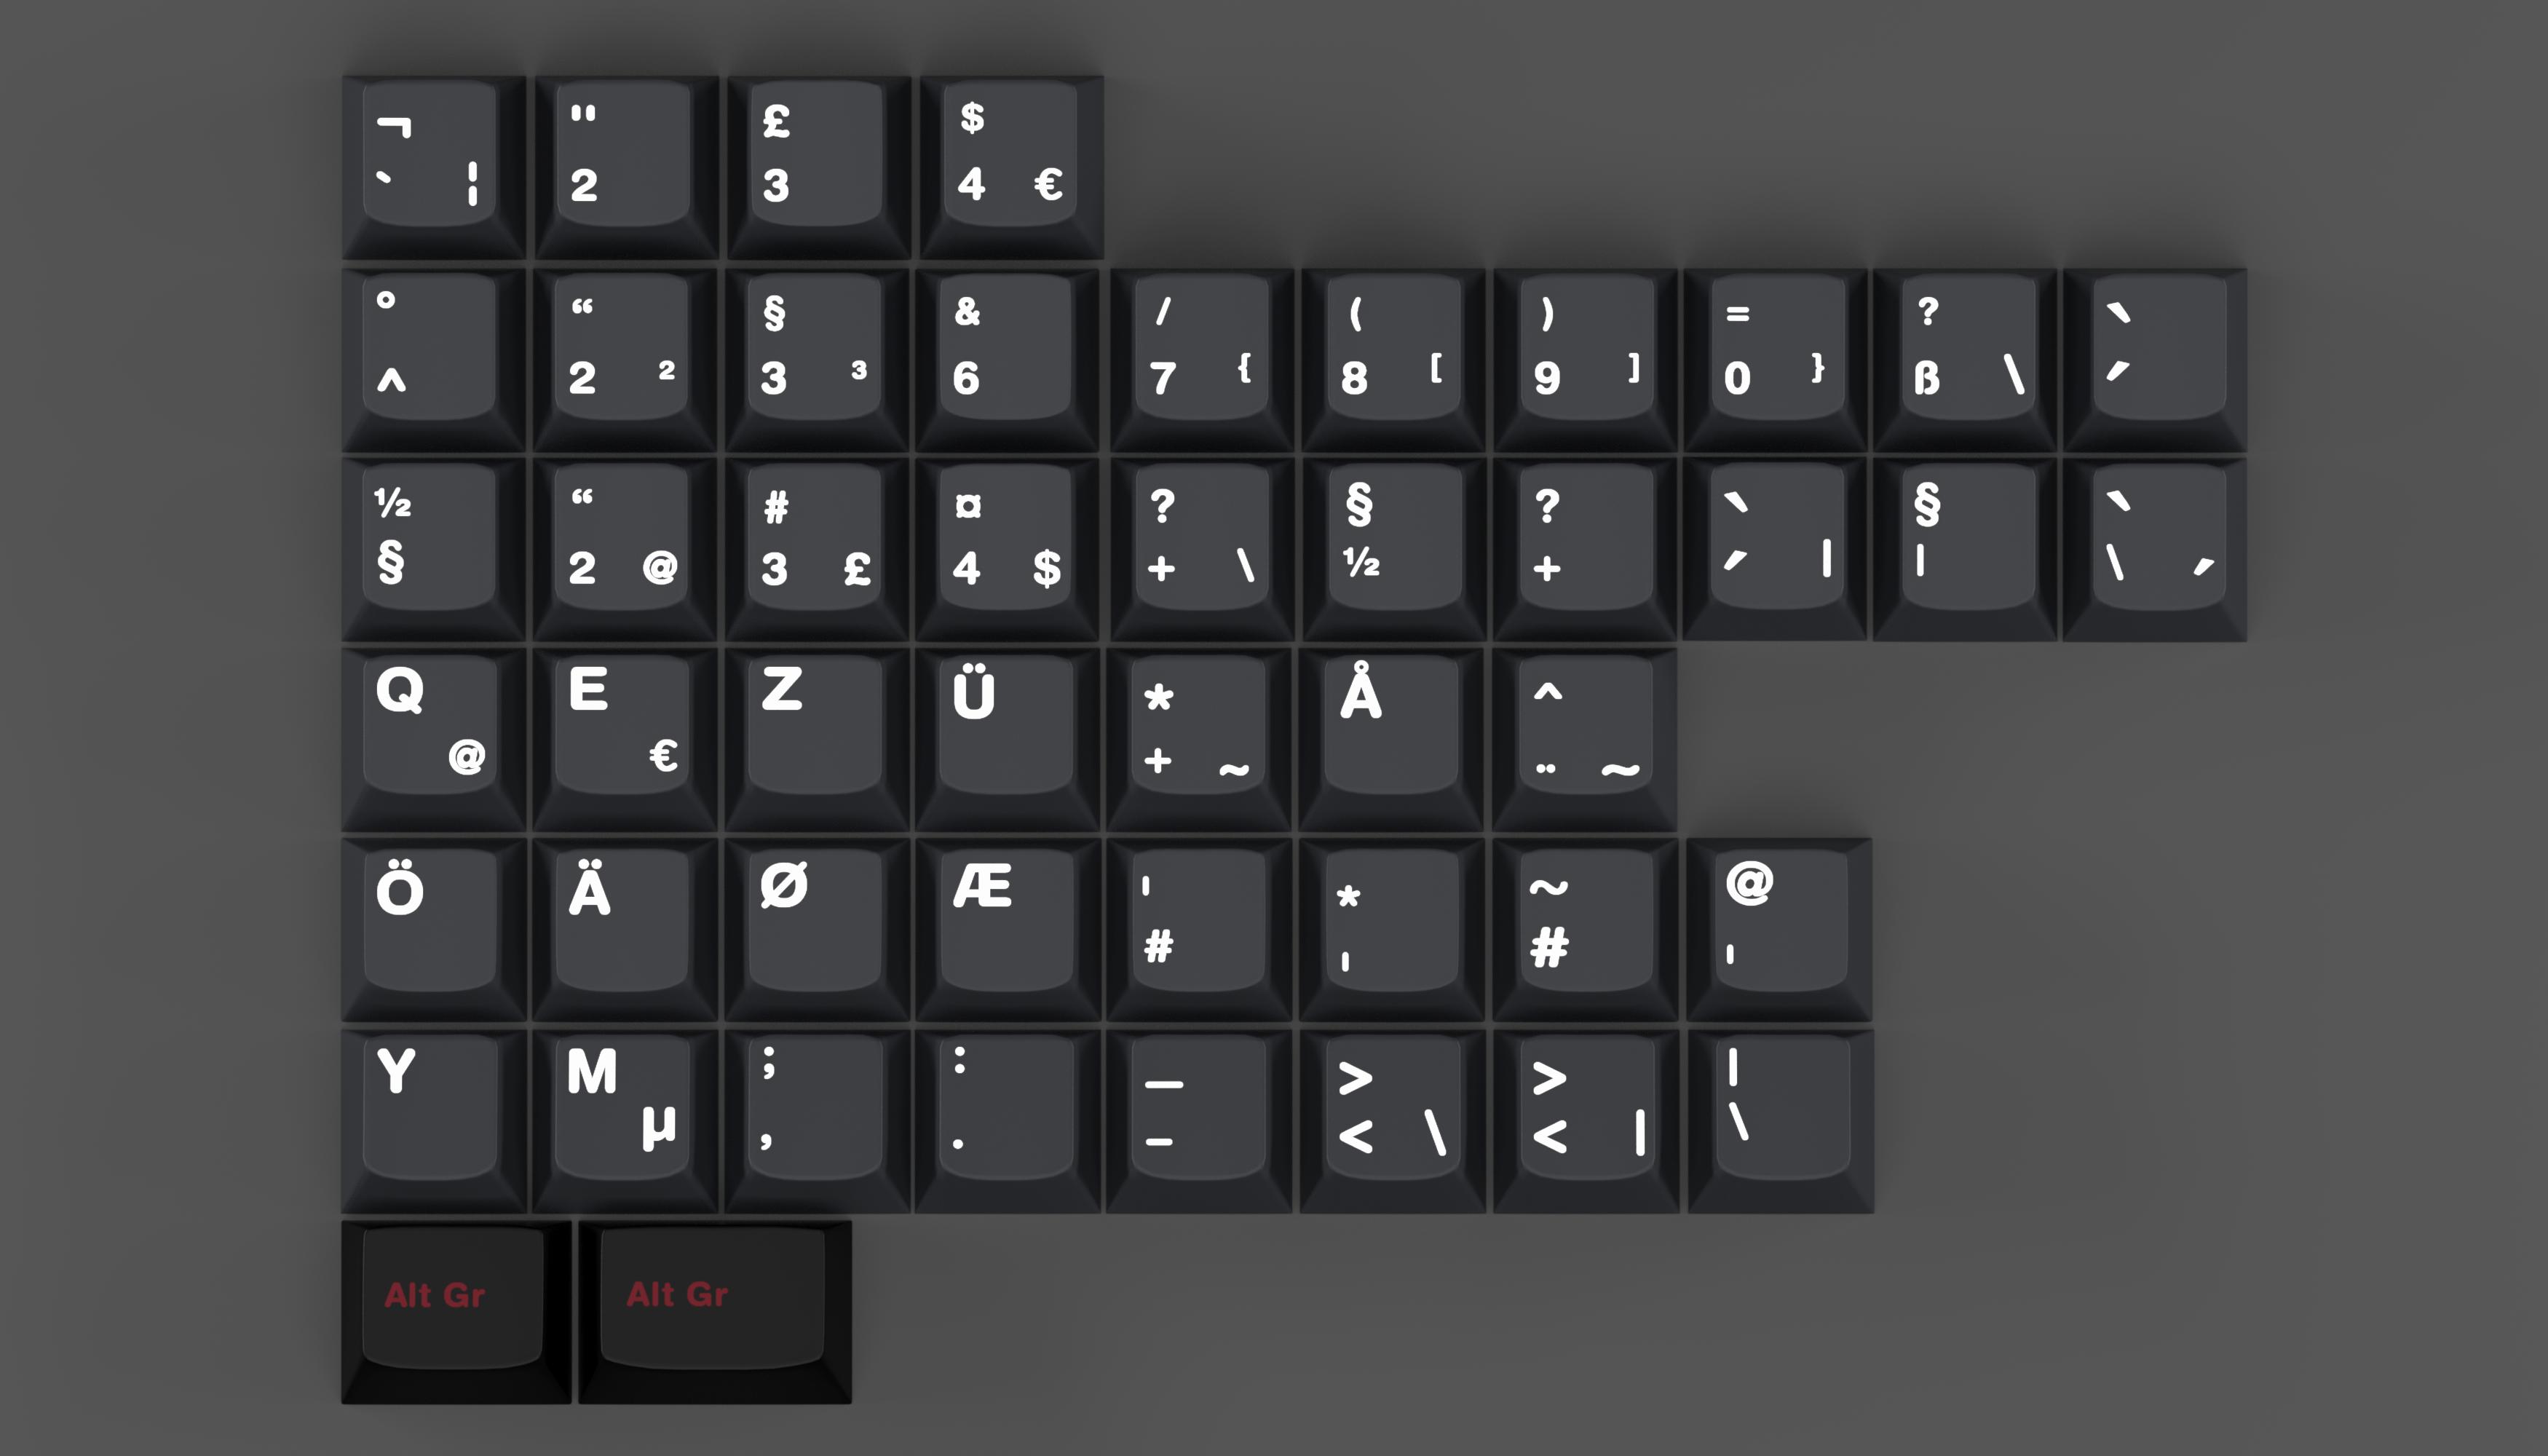 ¬ " £ $
` ¦ 2 3 4 €
° “ § & / ( ) = ? `
^ 2 ² 3 ³ 6 7 { 8 [ 9 ] 0 } ß \ ´
½ “ # ¤ ? § ? ` § `
§ 2 @ 3 £ 4 $ + \ ½ + ´ | | \ ´
Q E Z Ü * Å ^
@ € + ~ ¨ ~
Ö Ä Ø Æ ' * ~ @
# ' # '
Y M ; : — > > |
µ , . - < \ < | \
Alt Gr Alt Gr